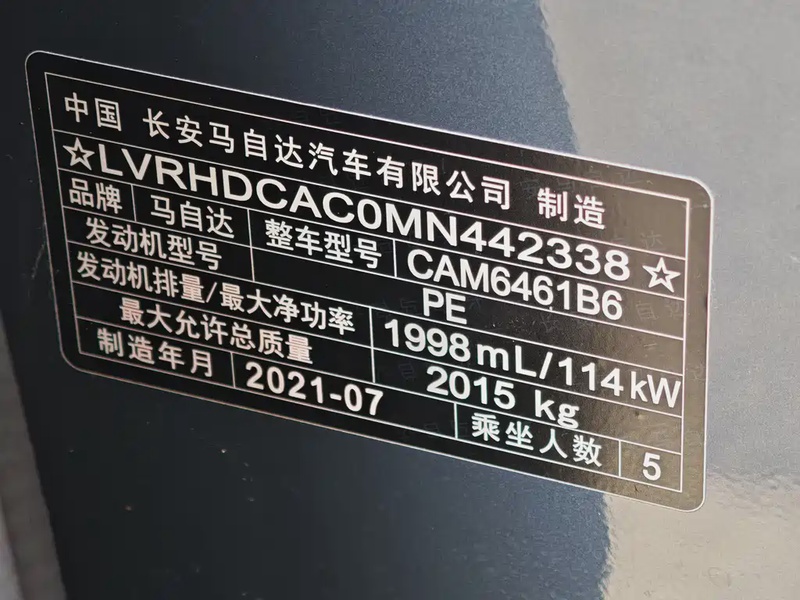 中国 长安马自达汽车有限公司 制造
☆LVRHDCAC0MN442338☆
品牌 马自达 整车型号 CAM6461B6
发动机型号 PE
发动机排量/最大净功率 1998mL/114kW
最大允许总质量 2015 kg
制造年月 2021-07 乘坐人数 5